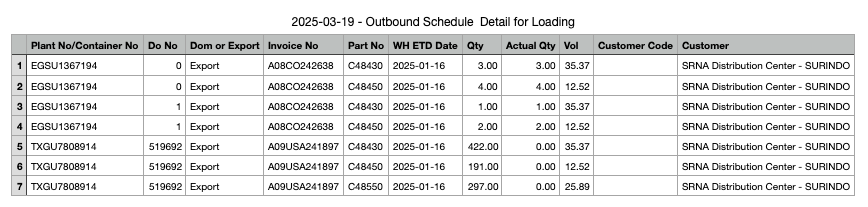 2025-03-19 - Outbound Schedule Detail for Loading
Plant No/Container No Do No Dom or Export Invoice No Part No WH ETD Date Qty Actual Qty Vol Customer Code Customer
1 EGSU1367194 0 Export A08CO242638 C48430 2025-01-16 3.00 3.00 35.37 SRNA Distribution Center - SURINDO
2 EGSU1367194 0 Export A08CO242638 C48450 2025-01-16 4.00 4.00 12.52 SRNA Distribution Center - SURINDO
3 EGSU1367194 1 Export A08CO242638 C48430 2025-01-16 1.00 1.00 35.37 SRNA Distribution Center - SURINDO
4 EGSU1367194 1 Export A08CO242638 C48450 2025-01-16 2.00 2.00 12.52 SRNA Distribution Center - SURINDO
5 TXGU7808914 519692 Export A09USA241897 C48430 2025-01-16 422.00 0.00 35.37 SRNA Distribution Center - SURINDO
6 TXGU7808914 519692 Export A09USA241897 C48450 2025-01-16 191.00 0.00 12.52 SRNA Distribution Center - SURINDO
7 TXGU7808914 519692 Export A09USA241897 C48550 2025-01-16 297.00 0.00 25.89 SRNA Distribution Center - SURINDO